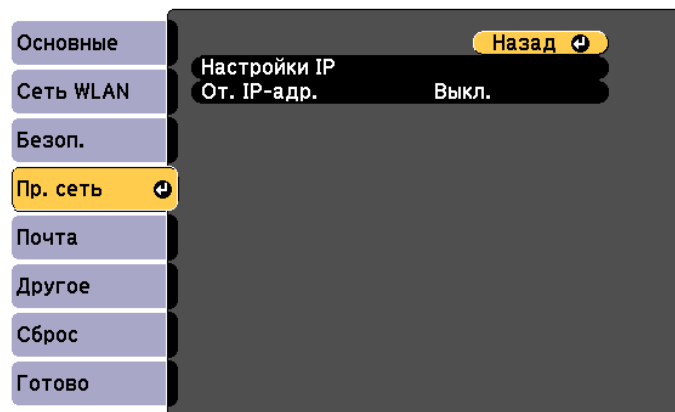 Основные
Сеть WLAN
Безоп.
Пр. сеть
Почта
Другое
Сброс
Готово
Назад
Настройки IP
От. IP-адр. Выкл.